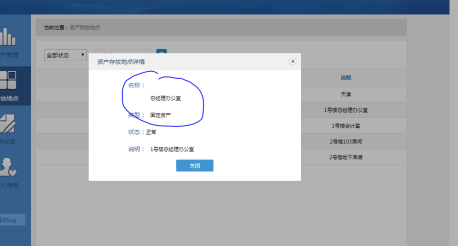 当前位置：资产存放地点
全部状态
资产存放地点详情
名称：
总经理办公室
类型： 固定资产
状态：正常
说明： 1号楼总经理办公室
关闭
说明
天津
1号楼总经理办公室
1号楼会计室
2号楼103房间
2号楼地下车库